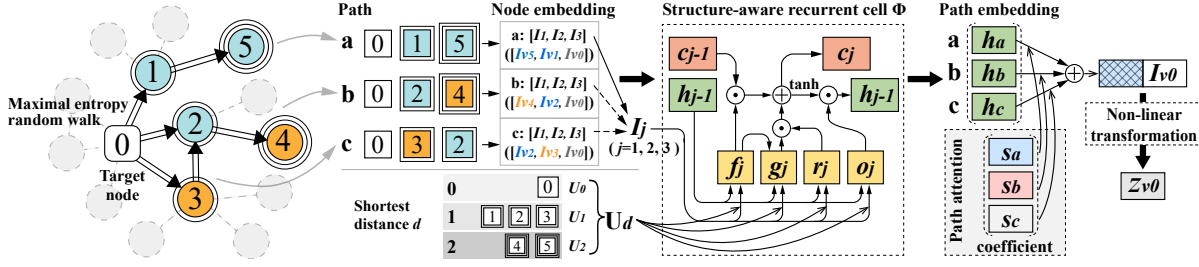 Maximal entropy
random walk
0
1
2
3
4
5
Target
node
Path
a 0 1 5
b 0 2 4
c 0 3 2
Node embedding
a: [I1, I2, I3]
([Iv5, Iv1, Iv0])
b: [I1, I2, I3]
([Iv4, Iv2, Iv0])
c: [I1, I2, I3]
([Iv2, Iv3, Iv0])
Ij
(j=1, 2, 3)
Shortest
distance d
0 0 U0
1 1 2 3 U1
2 4 5 U2
Ud
Structure-aware recurrent cell Φ
cj-1 cj
hj-1 tanh hj-1
fj gj rj oj
Path embedding
a ha
b hb
c hc
Path attention
sa
sb
sc
coefficient
Iv0
Non-linear
transformation
zv0